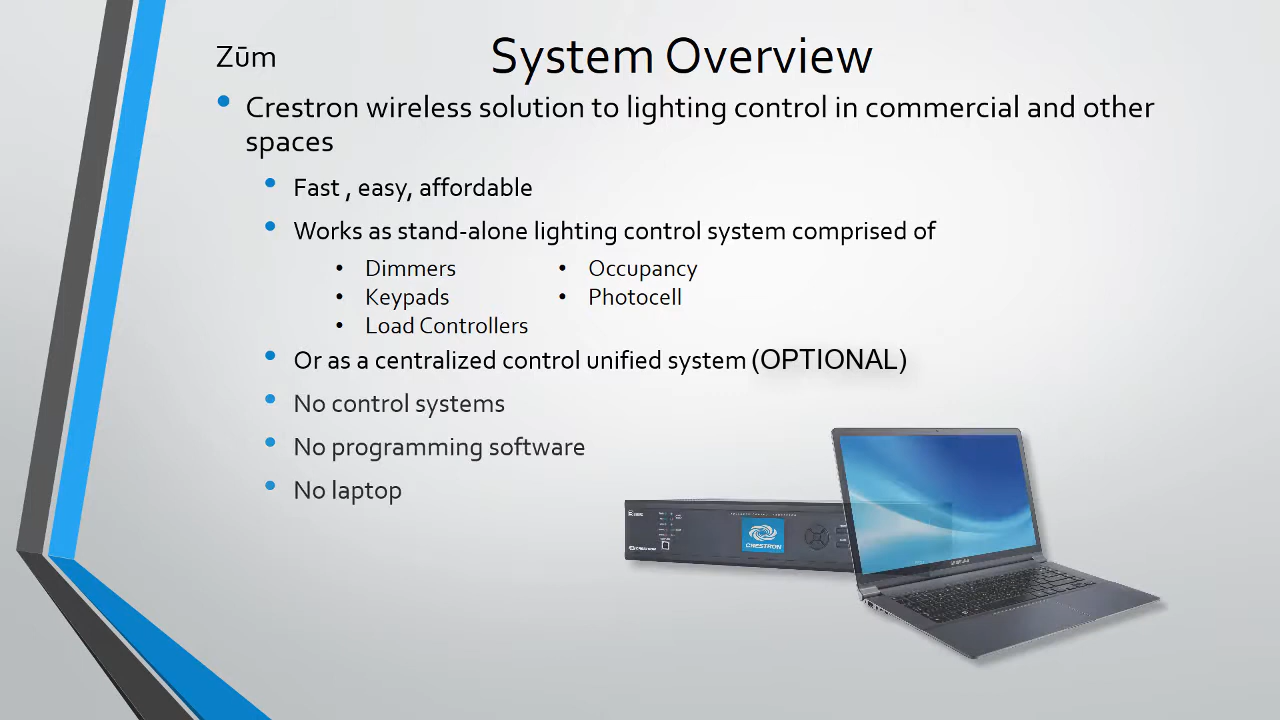 Zūm
System Overview
Crestron wireless solution to lighting control in commercial and other
spaces
Fast , easy, affordable
Works as stand-alone lighting control system comprised of
• Dimmers
• Occupancy
• Keypads
• Photocell
• Load Controllers
Or as a centralized control unified system (OPTIONAL)
No control systems
No programming software
No laptop
CRESTRON